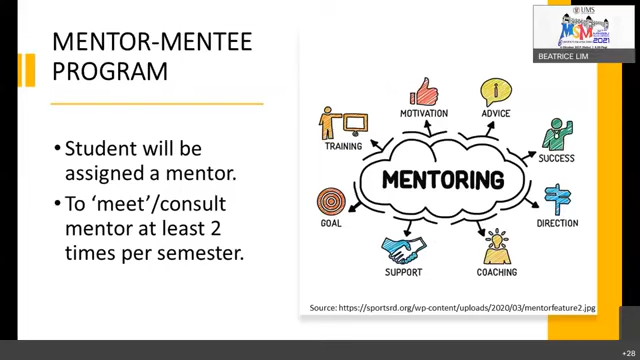 MENTOR-MENTEE
PROGRAM
• Student will be
assigned a mentor.
• To ‘meet’/consult
mentor at least 2
times per semester.
MENTORING
MOTIVATION
ADVICE
TRAINING
SUCCESS
GOAL
DIRECTION
SUPPORT
COACHING
Source: https://sportsrd.org/wp-content/uploads/2020/03/mentorfeature2.jpg
UMS
MSM
2021
BEATRICE LIM
+28